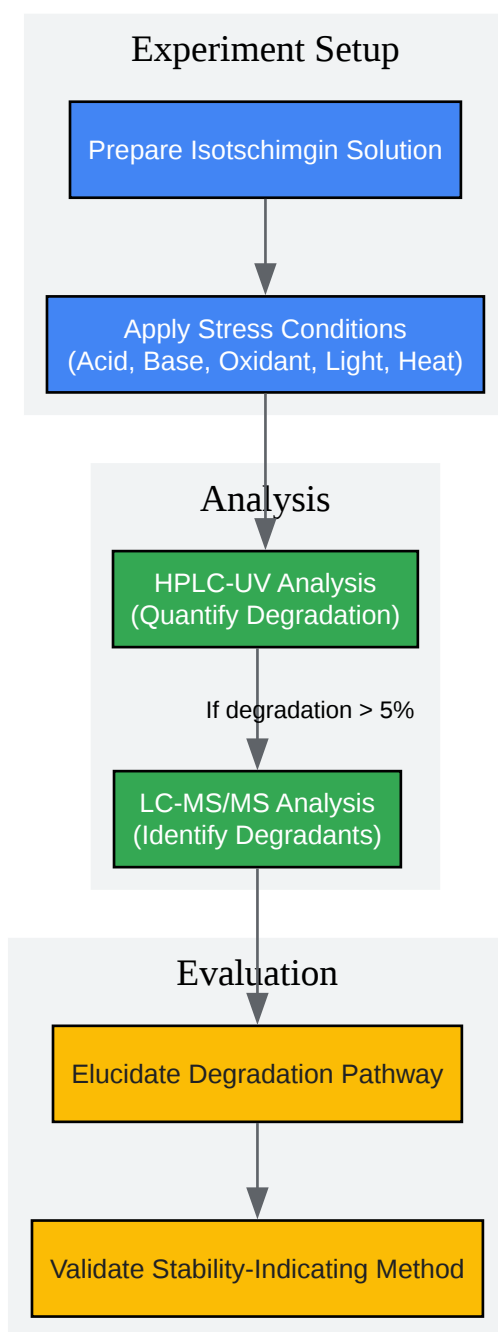 Experiment Setup
Prepare Isotschimgin Solution
Apply Stress Conditions
(Acid, Base, Oxidant, Light, Heat)
Analysis
HPLC-UV Analysis
(Quantify Degradation)
If degradation > 5%
LC-MS/MS Analysis
(Identify Degradants)
Evaluation
Elucidate Degradation Pathway
Validate Stability-Indicating Method